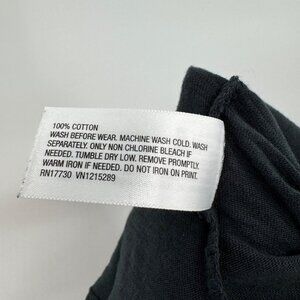 100% COTTON
WASH BEFORE WEAR. MACHINE WASH COLD. WASH
SEPARATELY. ONLY NON CHLORINE BLEACH IF
NEEDED. TUMBLE DRY LOW. REMOVE PROMPTLY.
WARM IRON IF NEEDED. DO NOT IRON ON PRINT.
RN17730 VN1215289